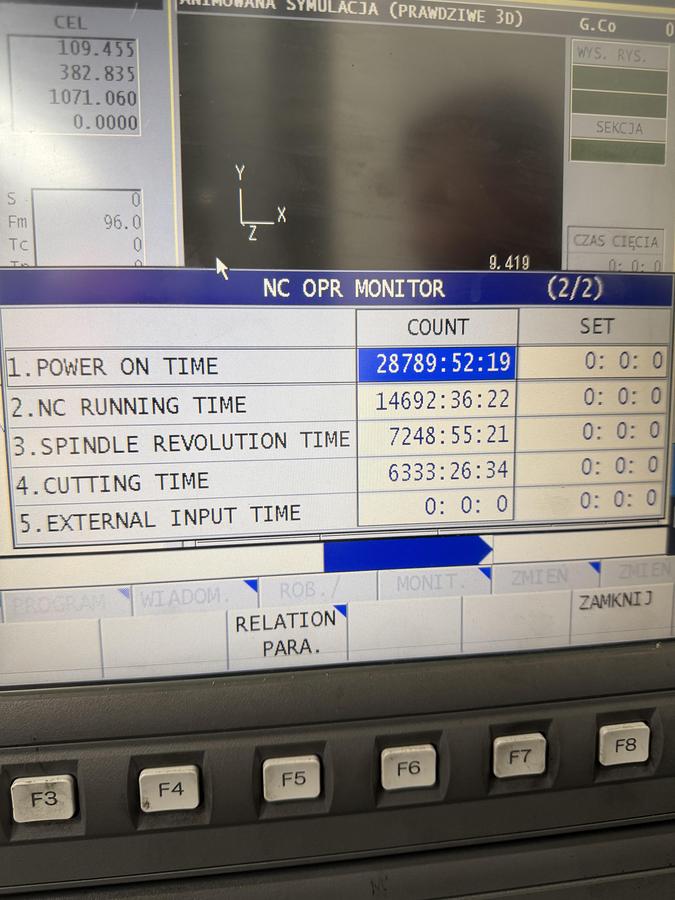 ANIMOWANA SYMULACJA (PRAWDZIWE 3D)
G.Co 0
CEL
109.455
382.835
1071.060
0.0000
WYS. RYS.
SEKCJA
Y
X
Z
S 0
Fm 96.0
Tc 0
CZAS CIĘCIA
0: 0: 0
9.419
NC OPR MONITOR (2/2)
COUNT SET
1.POWER ON TIME 28789:52:19 0: 0: 0
2.NC RUNNING TIME 14692:36:22 0: 0: 0
3.SPINDLE REVOLUTION TIME 7248:55:21 0: 0: 0
4.CUTTING TIME 6333:26:34 0: 0: 0
5.EXTERNAL INPUT TIME 0: 0: 0 0: 0: 0
PROGRAM WIADOM. ROB./ MONIT. ZMIEŃ ZMIEŃ
RELATION
PARA.
ZAMKNIJ
F3 F4 F5 F6 F7 F8